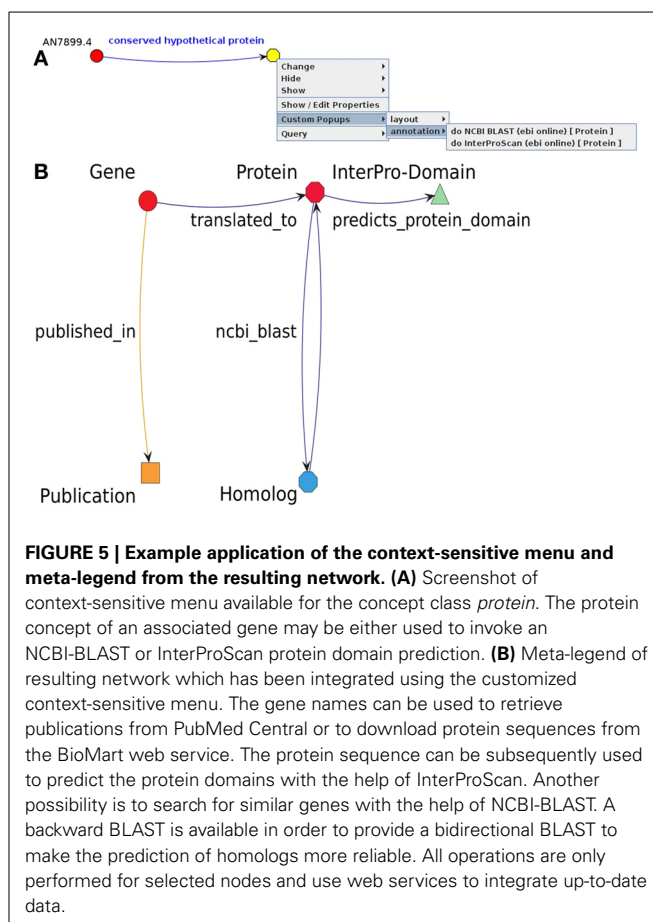 AN7899.4 conserved hypothetical protein
A
Change
Hide
Show
Show / Edit Properties
Custom Popups layout
annotation do NCBI BLAST (ebi online) [ Protein ]
do InterProScan (ebi online) [ Protein ]
Query
B Gene Protein InterPro-Domain
translated_to predicts_protein_domain
published_in ncbi_blast
Publication Homolog
FIGURE 5 | Example application of the context-sensitive menu and
meta-legend from the resulting network. (A) Screenshot of
context-sensitive menu available for the concept class protein. The protein
concept of an associated gene may be either used to invoke an
NCBI-BLAST or InterProScan protein domain prediction. (B) Meta-legend of
resulting network which has been integrated using the customized
context-sensitive menu. The gene names can be used to retrieve
publications from PubMed Central or to download protein sequences from
the BioMart web service. The protein sequence can be subsequently used
to predict the protein domains with the help of InterProScan. Another
possibility is to search for similar genes with the help of NCBI-BLAST. A
backward BLAST is available in order to provide a bidirectional BLAST to
make the prediction of homologs more reliable. All operations are only
performed for selected nodes and use web services to integrate up-to-date
data.